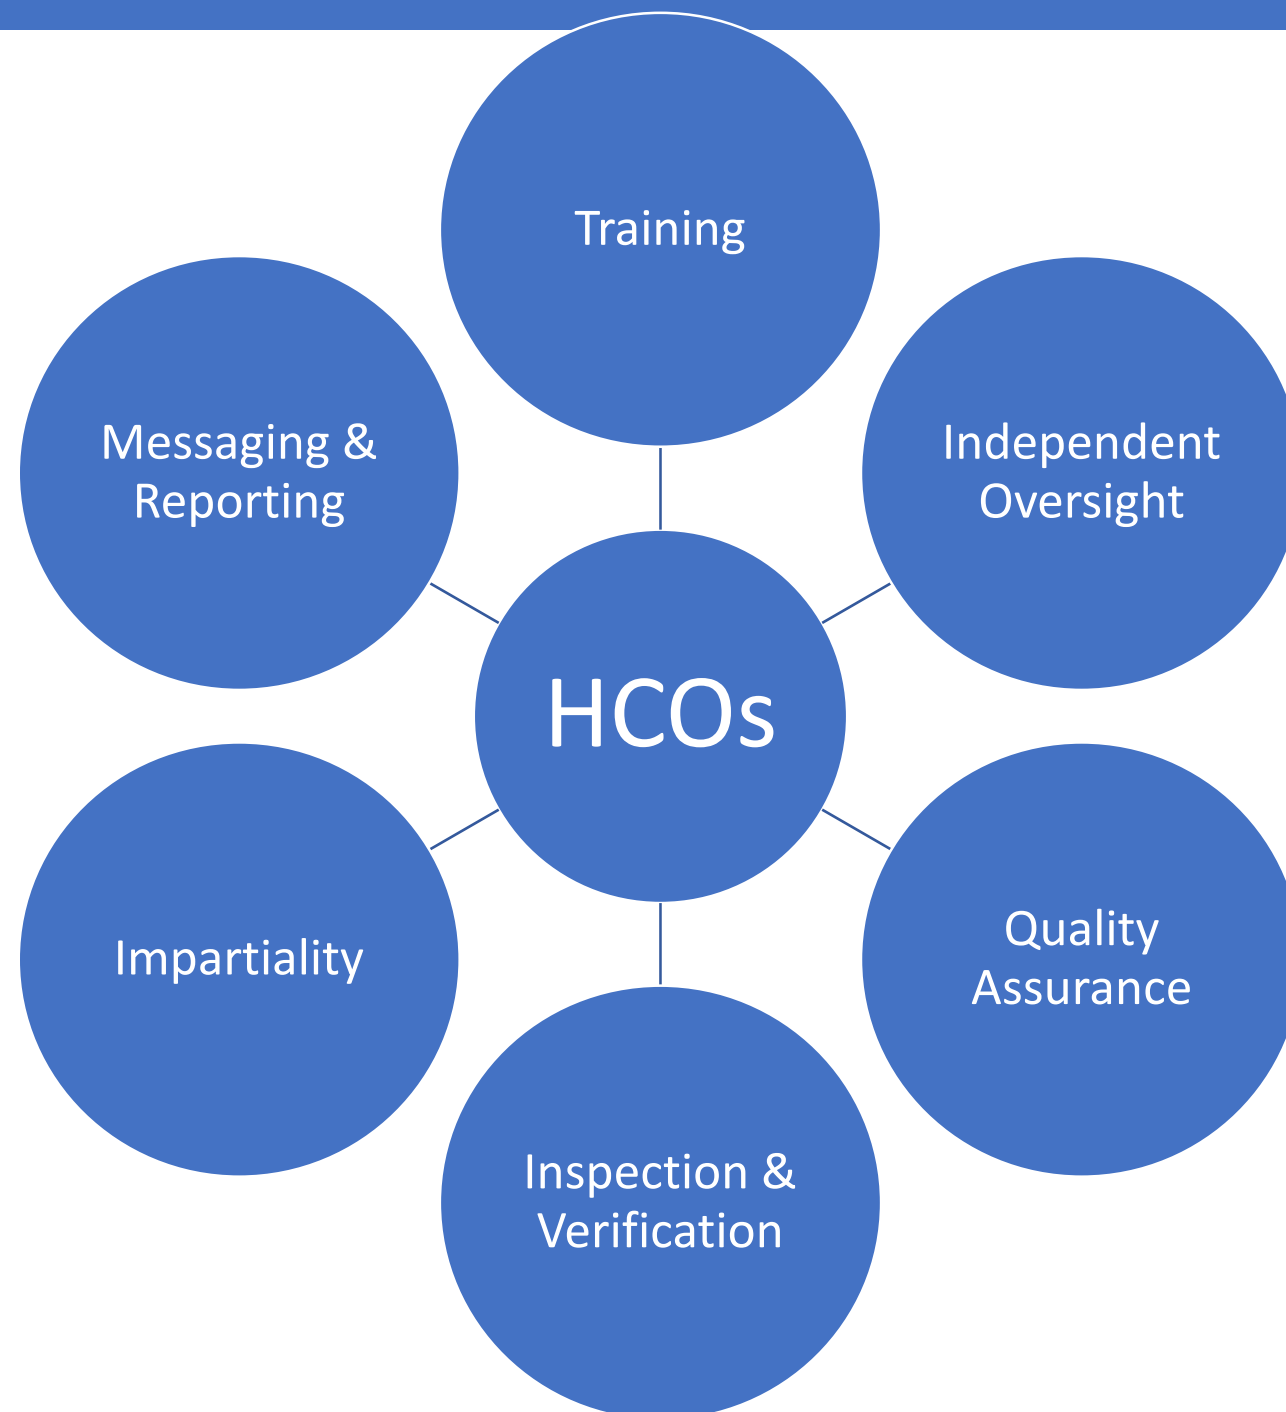 Training
Messaging &
Reporting
Independent
Oversight
HCOs
Impartiality
Quality
Assurance
Inspection &
Verification